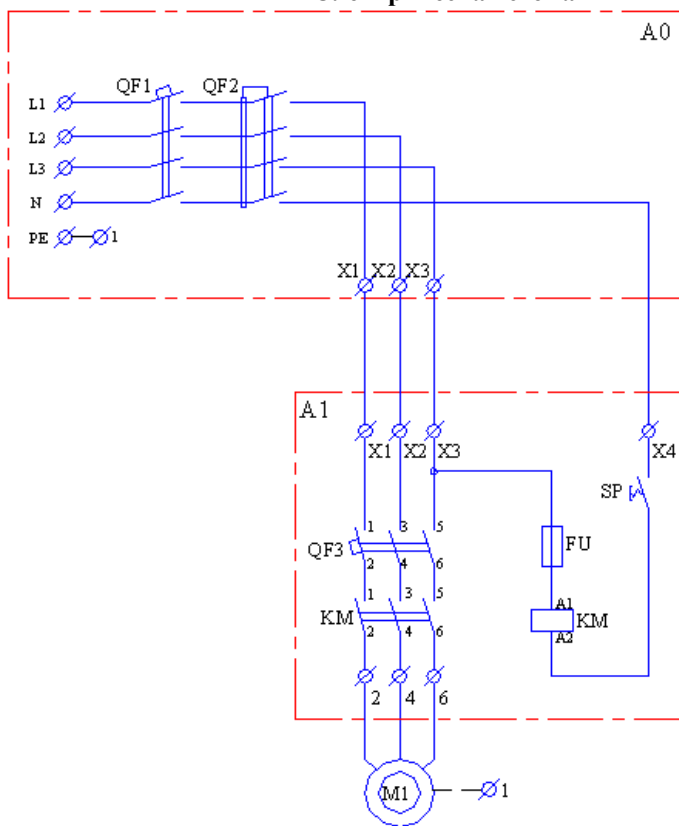 A0
QF1 QF2
L1
L2
L3
N
PE 1
X1 X2 X3
A1
X1 X2 X3 X4
SP
1 3 5
QF3 FU
2 4 6
1 3 5
KM A1 KM
2 4 6 A2
2 4 6
M1 1